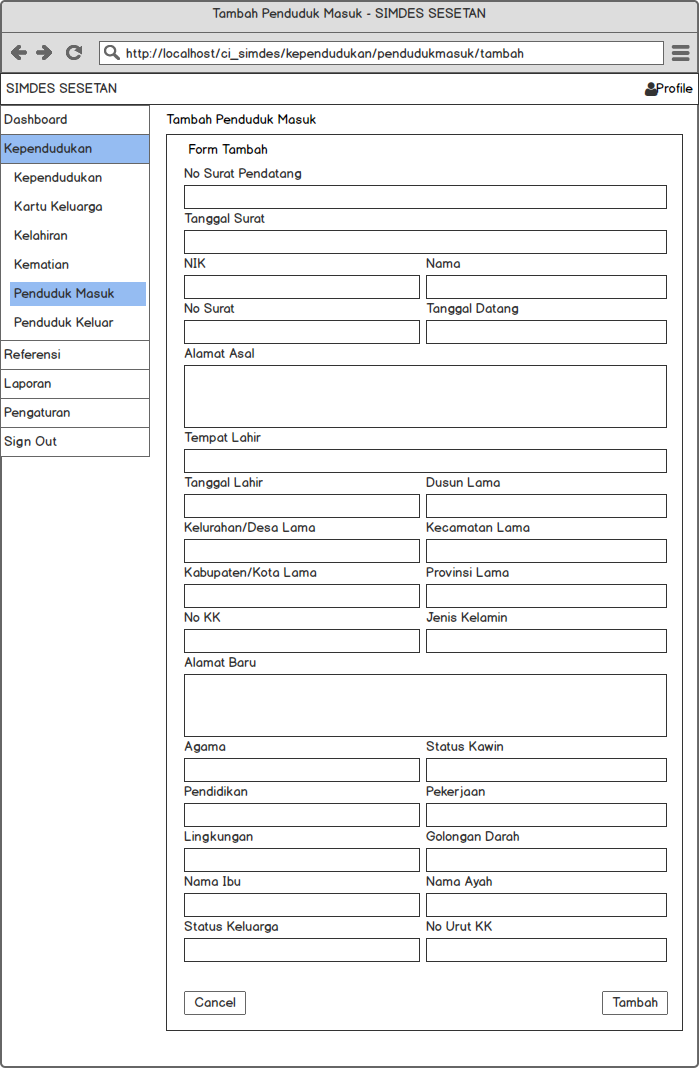 Tambah Penduduk Masuk - SIMDES SESETAN
http://localhost/ci_simdes/kependudukan/pendudukmasuk/tambah
SIMDES SESETAN
Profile
Dashboard
Kependudukan
Kependudukan
Kartu Keluarga
Kelahiran
Kematian
Penduduk Masuk
Penduduk Keluar
Referensi
Laporan
Pengaturan
Sign Out
Tambah Penduduk Masuk
Form Tambah
No Surat Pendatang
Tanggal Surat
NIK Nama
No Surat Tanggal Datang
Alamat Asal
Tempat Lahir
Tanggal Lahir Dusun Lama
Kelurahan/Desa Lama Kecamatan Lama
Kabupaten/Kota Lama Provinsi Lama
No KK Jenis Kelamin
Alamat Baru
Agama Status Kawin
Pendidikan Pekerjaan
Lingkungan Golongan Darah
Nama Ibu Nama Ayah
Status Keluarga No Urut KK
Cancel Tambah